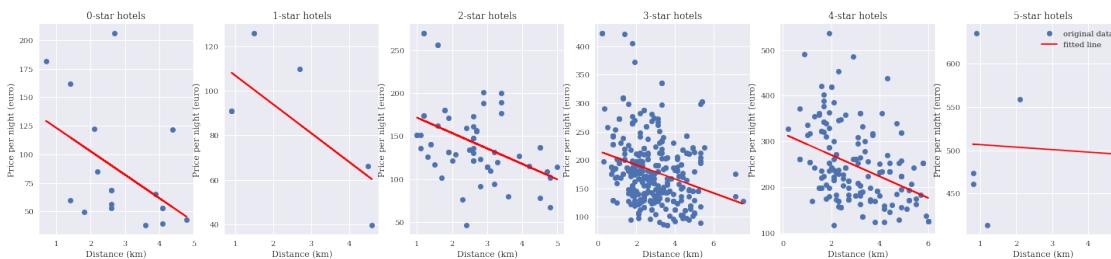 0-star hotels
Price per night (euro)
200
175
150
125
100
75
50
1 2 3 4 5
Distance (km)
1-star hotels
Price per night (euro)
120
100
80
60
40
1 2 3 4
Distance (km)
2-star hotels
Price per night (euro)
250
200
150
100
50
1 2 3 4 5
Distance (km)
3-star hotels
Price per night (euro)
400
350
300
250
200
150
100
0 2 4 6
Distance (km)
4-star hotels
Price per night (euro)
500
400
300
200
100
0 2 4 6
Distance (km)
5-star hotels
original data
fitted line
Price per night (euro)
600
550
500
450
1 2 3 4
Distance (km)